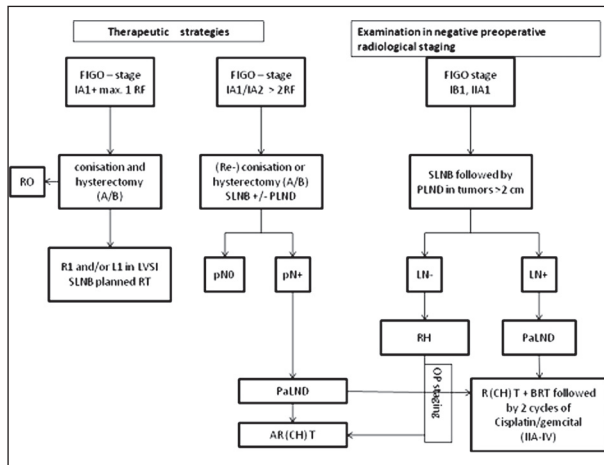 Therapeutic strategies
Examination in negative preoperative
radiological staging
FIGO – stage
IA1+ max. 1 RF
FIGO – stage
IA1/IA2 > 2RF
FIGO stage
IB1, IIA1
RO
conisation and
hysterectomy
(A/B)
(Re-) conisation or
hysterectomy (A/B)
SLNB +/- PLND
SLNB followed by
PLND in tumors >2 cm
R1 and/or L1 in LVSI
SLNB planned RT
pN0
pN+
LN-
LN+
RH
PaLND
OP staging
PaLND
R(CH) T + BRT followed
by 2 cycles of
Cisplatin/gemcital
(IIA-IV)
AR(CH) T